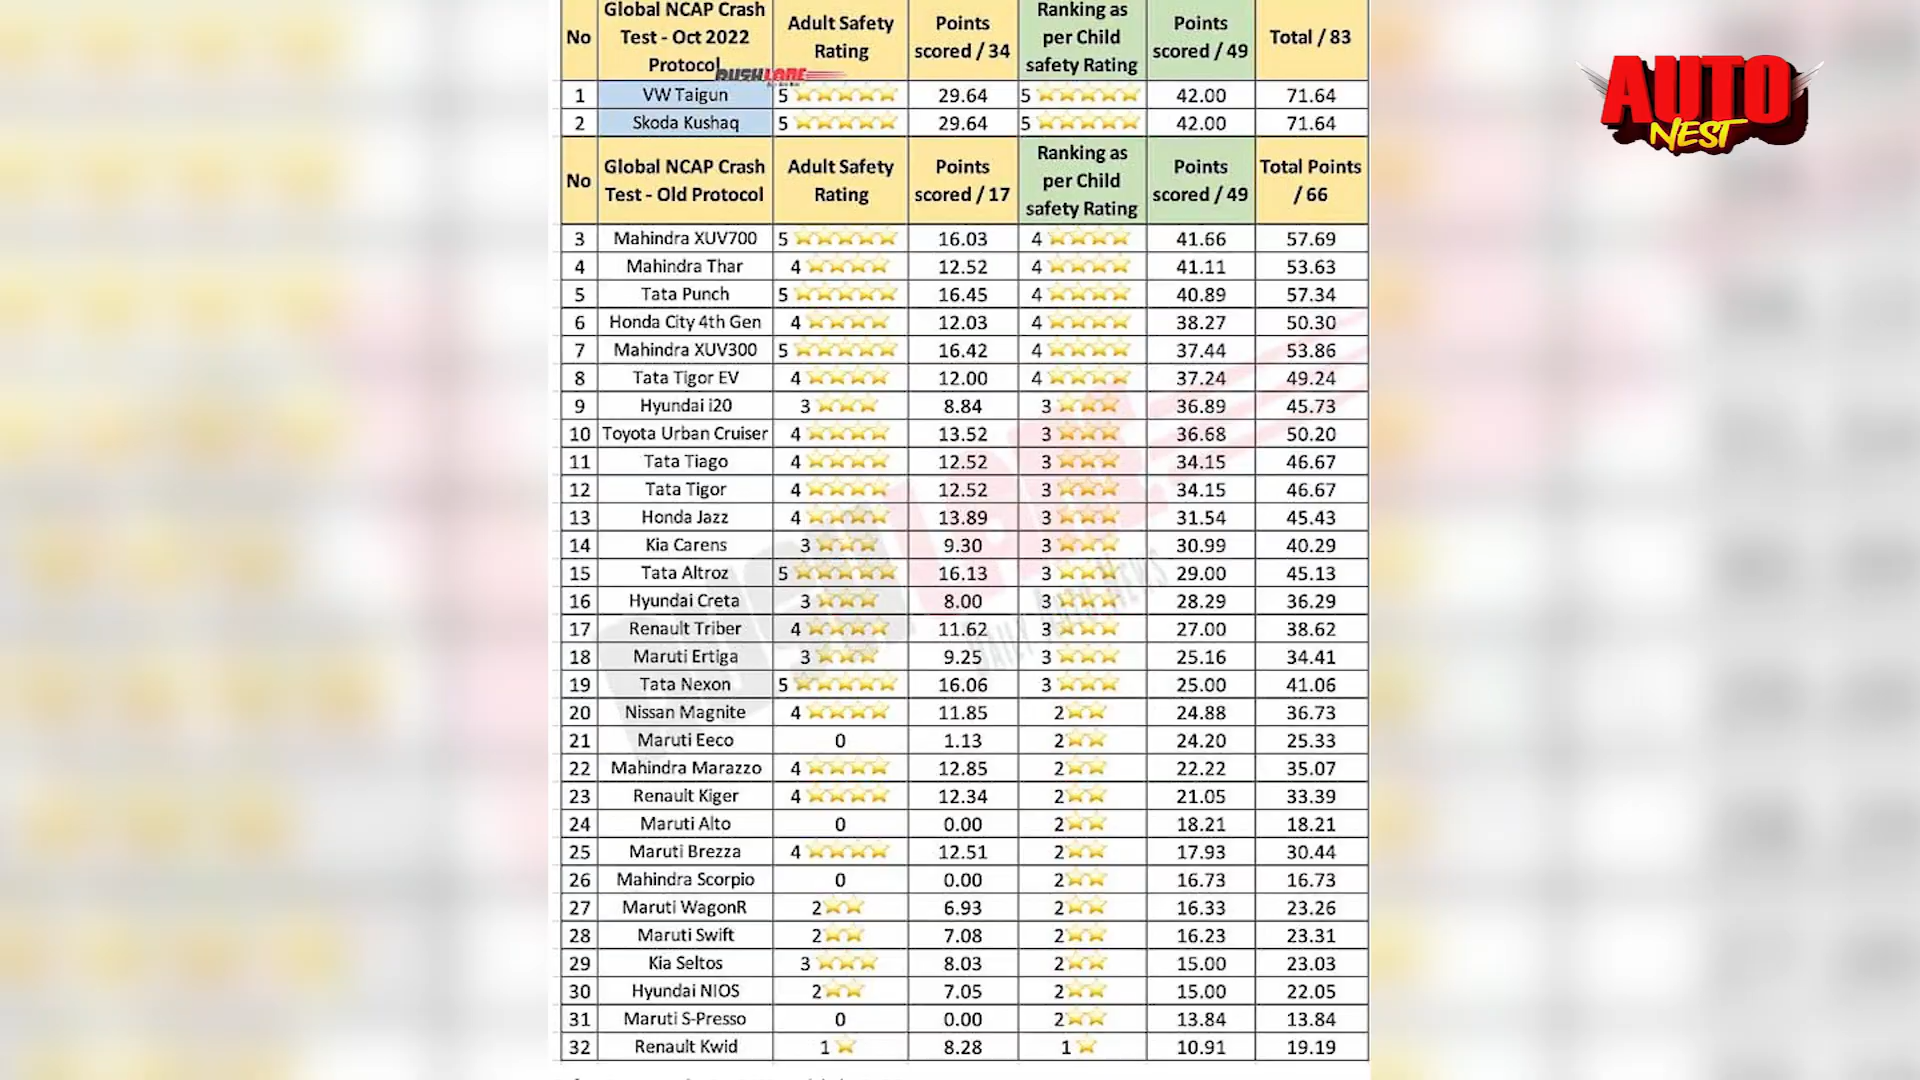 No Global NCAP Crash Test - Oct 2022 Protocol Adult Safety Rating Points scored / 34 Ranking as per Child safety Rating Points scored / 49 Total / 83
RUSHLANE
1 VW Taigun 5 29.64 5 42.00 71.64
2 Skoda Kushaq 5 29.64 5 42.00 71.64
No Global NCAP Crash Test - Old Protocol Adult Safety Rating Points scored / 17 Ranking as per Child safety Rating Points scored / 49 Total Points / 66
3 Mahindra XUV700 5 16.03 4 41.66 57.69
4 Mahindra Thar 4 12.52 4 41.11 53.63
5 Tata Punch 5 16.45 4 40.89 57.34
6 Honda City 4th Gen 4 12.03 4 38.27 50.30
7 Mahindra XUV300 5 16.42 4 37.44 53.86
8 Tata Tigor EV 4 12.00 4 37.24 49.24
9 Hyundai i20 3 8.84 3 36.89 45.73
10 Toyota Urban Cruiser 4 13.52 3 36.68 50.20
11 Tata Tiago 4 12.52 3 34.15 46.67
12 Tata Tigor 4 12.52 3 34.15 46.67
13 Honda Jazz 4 13.89 3 31.54 45.43
14 Kia Carens 3 9.30 3 30.99 40.29
15 Tata Altroz 5 16.13 3 29.00 45.13
16 Hyundai Creta 3 8.00 3 28.29 36.29
17 Renault Triber 4 11.62 3 27.00 38.62
18 Maruti Ertiga 3 9.25 3 25.16 34.41
19 Tata Nexon 5 16.06 3 25.00 41.06
20 Nissan Magnite 4 11.85 2 24.88 36.73
21 Maruti Eeco 0 1.13 2 24.20 25.33
22 Mahindra Marazzo 4 12.85 2 22.22 35.07
23 Renault Kiger 4 12.34 2 21.05 33.39
24 Maruti Alto 0 0.00 2 18.21 18.21
25 Maruti Brezza 4 12.51 2 17.93 30.44
26 Mahindra Scorpio 0 0.00 2 16.73 16.73
27 Maruti WagonR 2 6.93 2 16.33 23.26
28 Maruti Swift 2 7.08 2 16.23 23.31
29 Kia Seltos 3 8.03 2 15.00 23.03
30 Hyundai NIOS 2 7.05 2 15.00 22.05
31 Maruti S-Presso 0 0.00 2 13.84 13.84
32 Renault Kwid 1 8.28 1 10.91 19.19
RUSHLANE
DAILY AUTO NEWS
AUTO
NEST